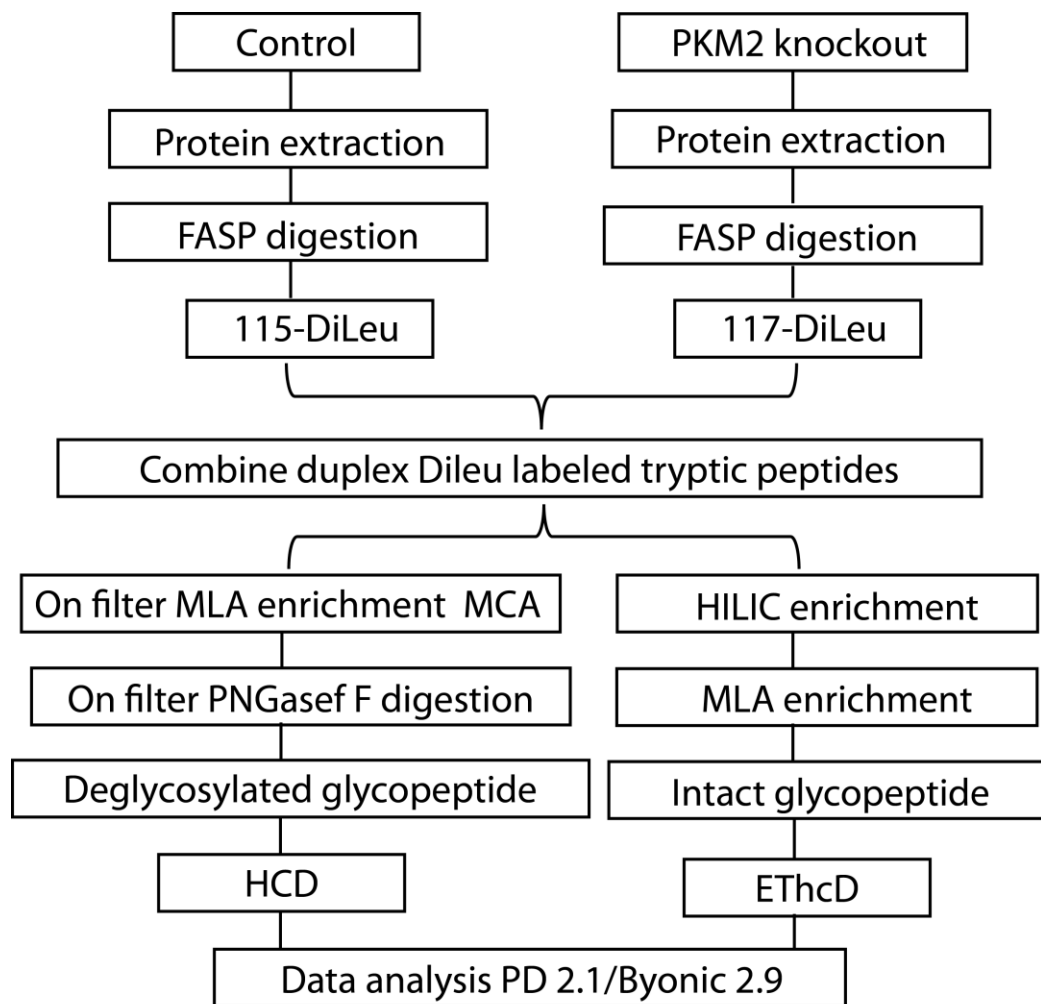 Control
PKM2 knockout
Protein extraction
Protein extraction
FASP digestion
FASP digestion
115-DiLeu
117-DiLeu
Combine duplex Dileu labeled tryptic peptides
On filter MLA enrichment MCA
HILIC enrichment
On filter PNGasef F digestion
MLA enrichment
Deglycosylated glycopeptide
Intact glycopeptide
HCD
EThcD
Data analysis PD 2.1/Byonic 2.9